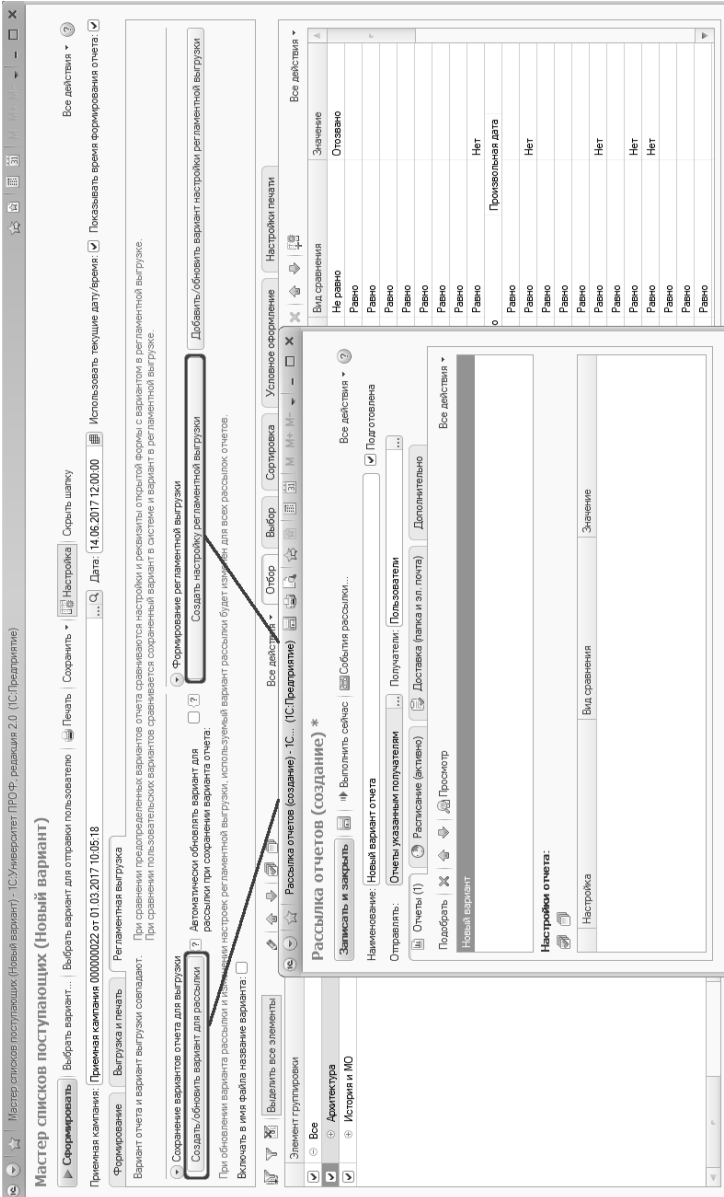 Мастер списков поступающих (Новый вариант) - 1С:Университет ПРОФ, редакция 2.0 (1С:Предприятие)
M M+ M-
Мастер списков поступающих (Новый вариант)
Сформировать Выбрать вариант... Выбрать вариант для отправки пользователю Печать Сохранить Настройка Скрыть шапку Все действия
Приемная кампания: Приемная кампания 000000022 от 01.03.2017 10:05:18 ... Дата: 14.06.2017 12:00:00 Использовать текущие дату/время: Показывать время формирования отчета:
Формирование Выгрузка и печать Регламентная выгрузка
Вариант отчета и вариант выгрузки совпадают. При сравнении предопределенных вариантов отчета сравниваются настройки и реквизиты открытой формы с вариантом в регламентной выгрузке.
При сравнении пользовательских вариантов сравнивается сохраненный вариант в системе и вариант в регламентной выгрузке.
Сохранение вариантов отчета для выгрузки Формирование регламентной выгрузки
Создать/обновить вариант для рассылки ? Автоматически обновлять вариант для рассылки при сохранении варианта отчета: ? Создать настройку регламентной выгрузки Добавить/обновить вариант настройки регламентной выгрузки
При обновлении варианта рассылки и изменении настроек регламентной выгрузки, используемый вариант рассылки будет изменен для всех рассылок отчетов.
Включать в имя файла название варианта:
Выделить все элементы Все действия Отбор Выбор Сортировка Условное оформление Настройки печати
Все действия
Элемент группировки
Все
Архитектура
История и МО
Вид сравнения Значение
Не равно Отозвано
Равно
Равно
Равно
Равно
Равно
Равно
Равно
Равно Нет
о Произвольная дата
Равно
Равно Нет
Равно
Равно
Равно
Равно Нет
Равно
Равно Нет
Равно Нет
Равно
Равно
Равно
Рассылка отчетов (создание) - 1С... (1С:Предприятие) M M+ M-
Рассылка отчетов (создание) *
Записать и закрыть Выполнить сейчас События рассылки... Все действия
Наименование: Новый вариант отчета Подготовлена
Отправлять: Отчеты указанным получателям ... Получатели: Пользователи ...
Отчеты (1) Расписание (активно) Доставка (папка и эл. почта) Дополнительно
Подобрать Просмотр Все действия
Новый вариант
Настройки отчета:
Настройка Вид сравнения Значение